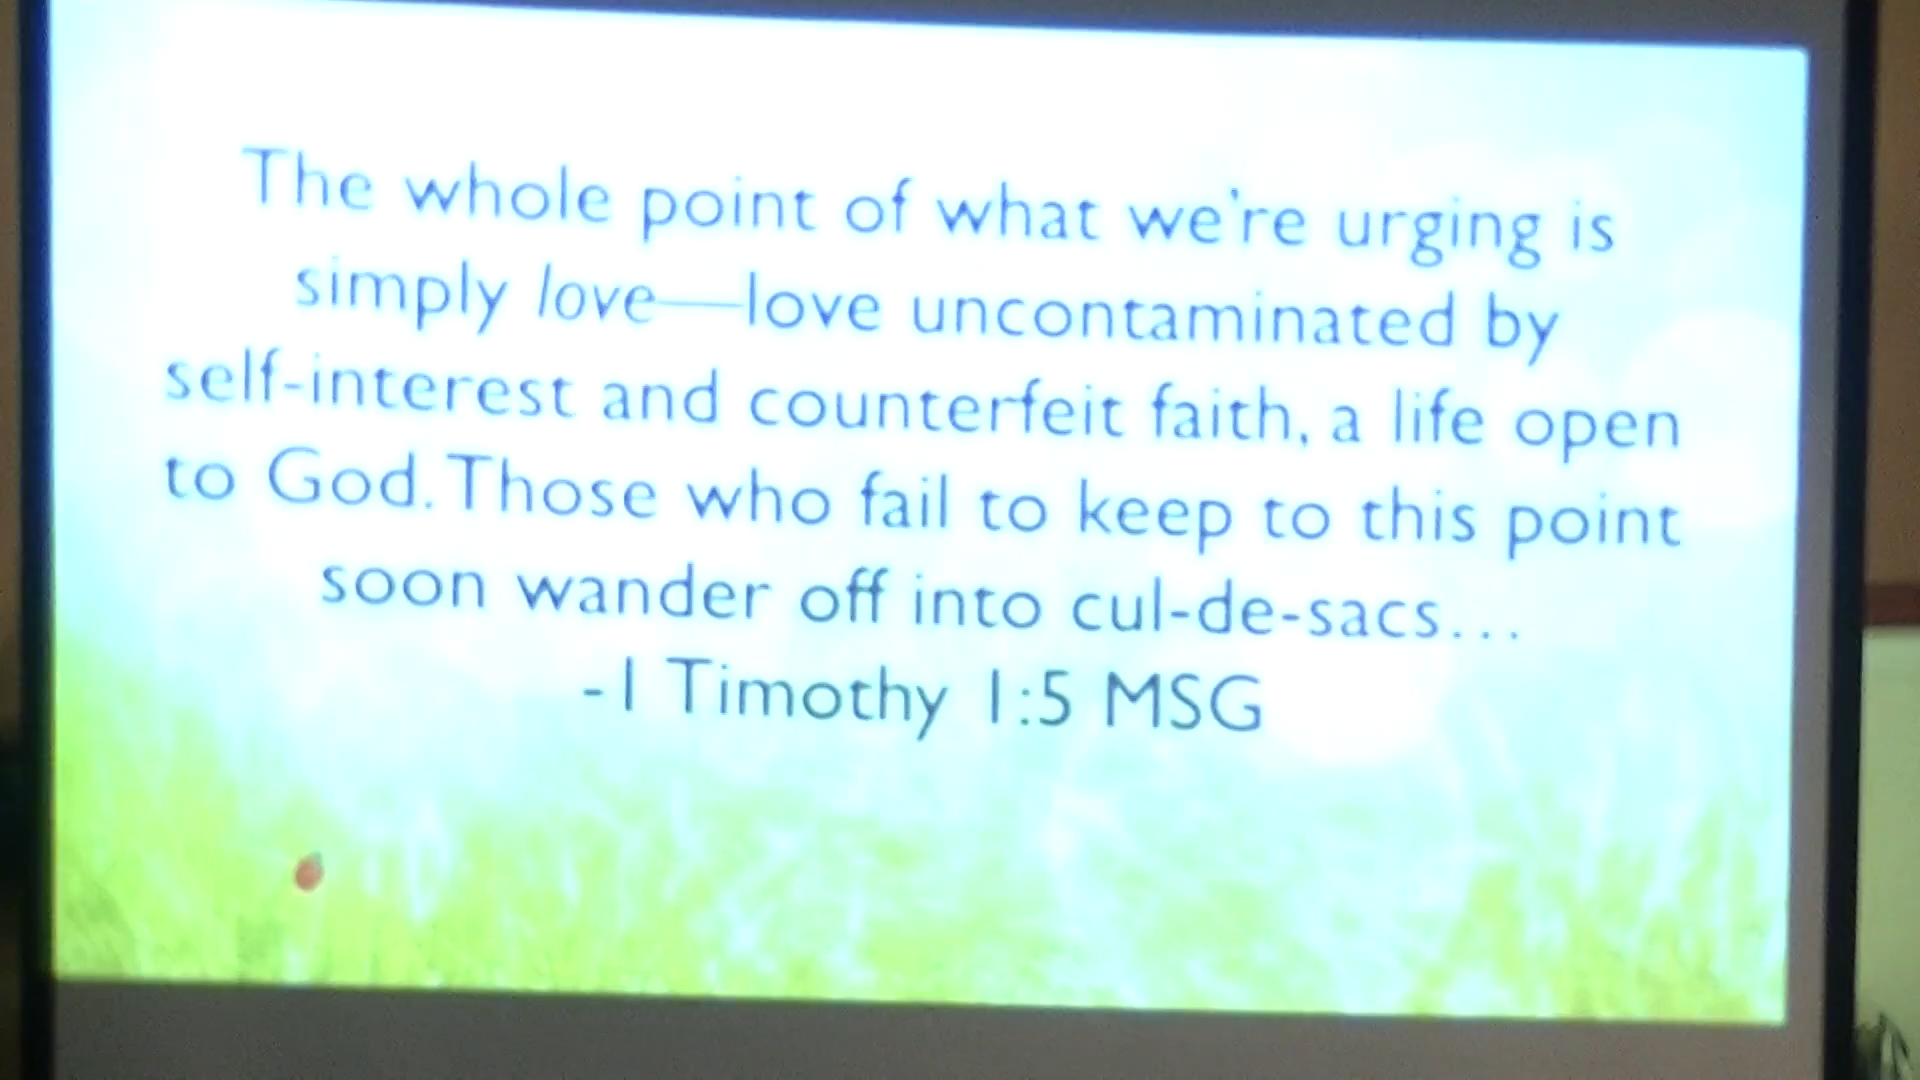 The whole point of what we're urging is
simply love—love uncontaminated by
self-interest and counterfeit faith, a life open
to God. Those who fail to keep to this point
soon wander off into cul-de-sacs...
-1 Timothy 1:5 MSG